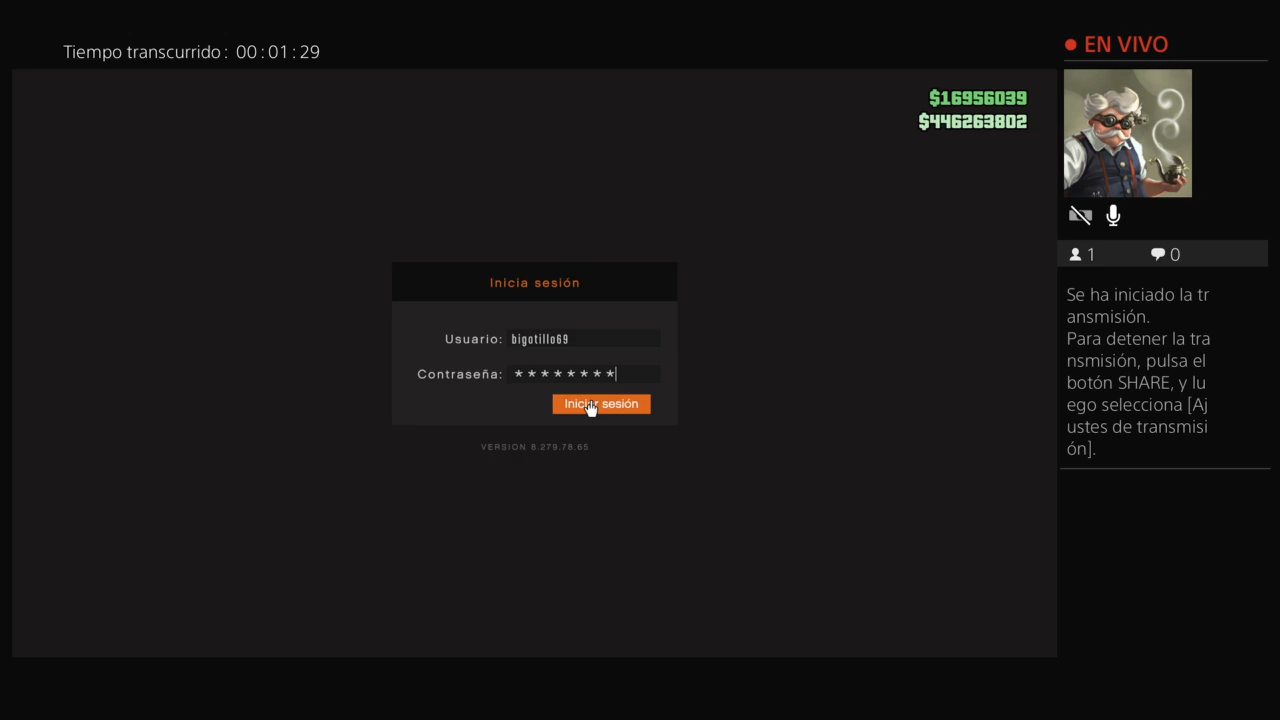 Tiempo transcurrido: 00:01:29
EN VIVO
$16956039
$446263802
1
0
Se ha iniciado la tr
ansmisión.
Para detener la tra
nsmisión, pulsa el
botón SHARE, y lu
ego selecciona [Aj
ustes de transmisi
ón].
Inicia sesión
Usuario: bigotillo69
Contraseña: ********
Iniciar sesión
VERSION 8.279.78.65